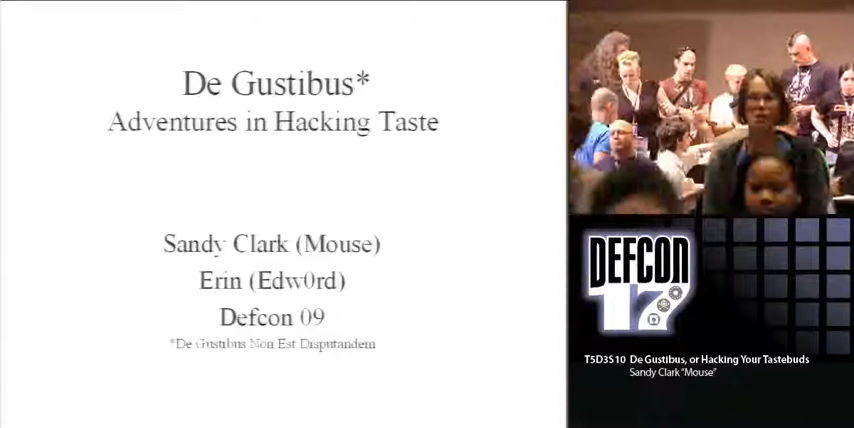 De Gustibus*
Adventures in Hacking Taste
Sandy Clark (Mouse)
Erin (Edw0rd)
Defcon 09
*De Gustibus Non Est Disputandem
DEFCON
17
T5D3S10 De Gustibus, or Hacking Your Tastebuds
Sandy Clark "Mouse"